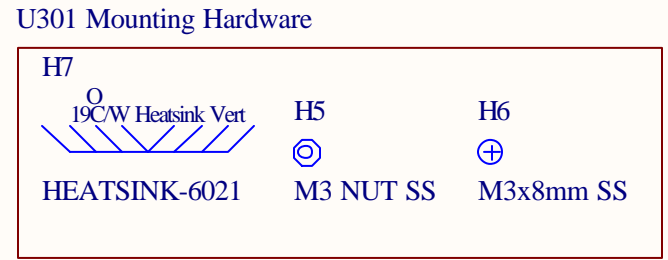 U301 Mounting Hardware
H7
O
19C/W Heatsink Vert
H5
H6
HEATSINK-6021
M3 NUT SS
M3x8mm SS